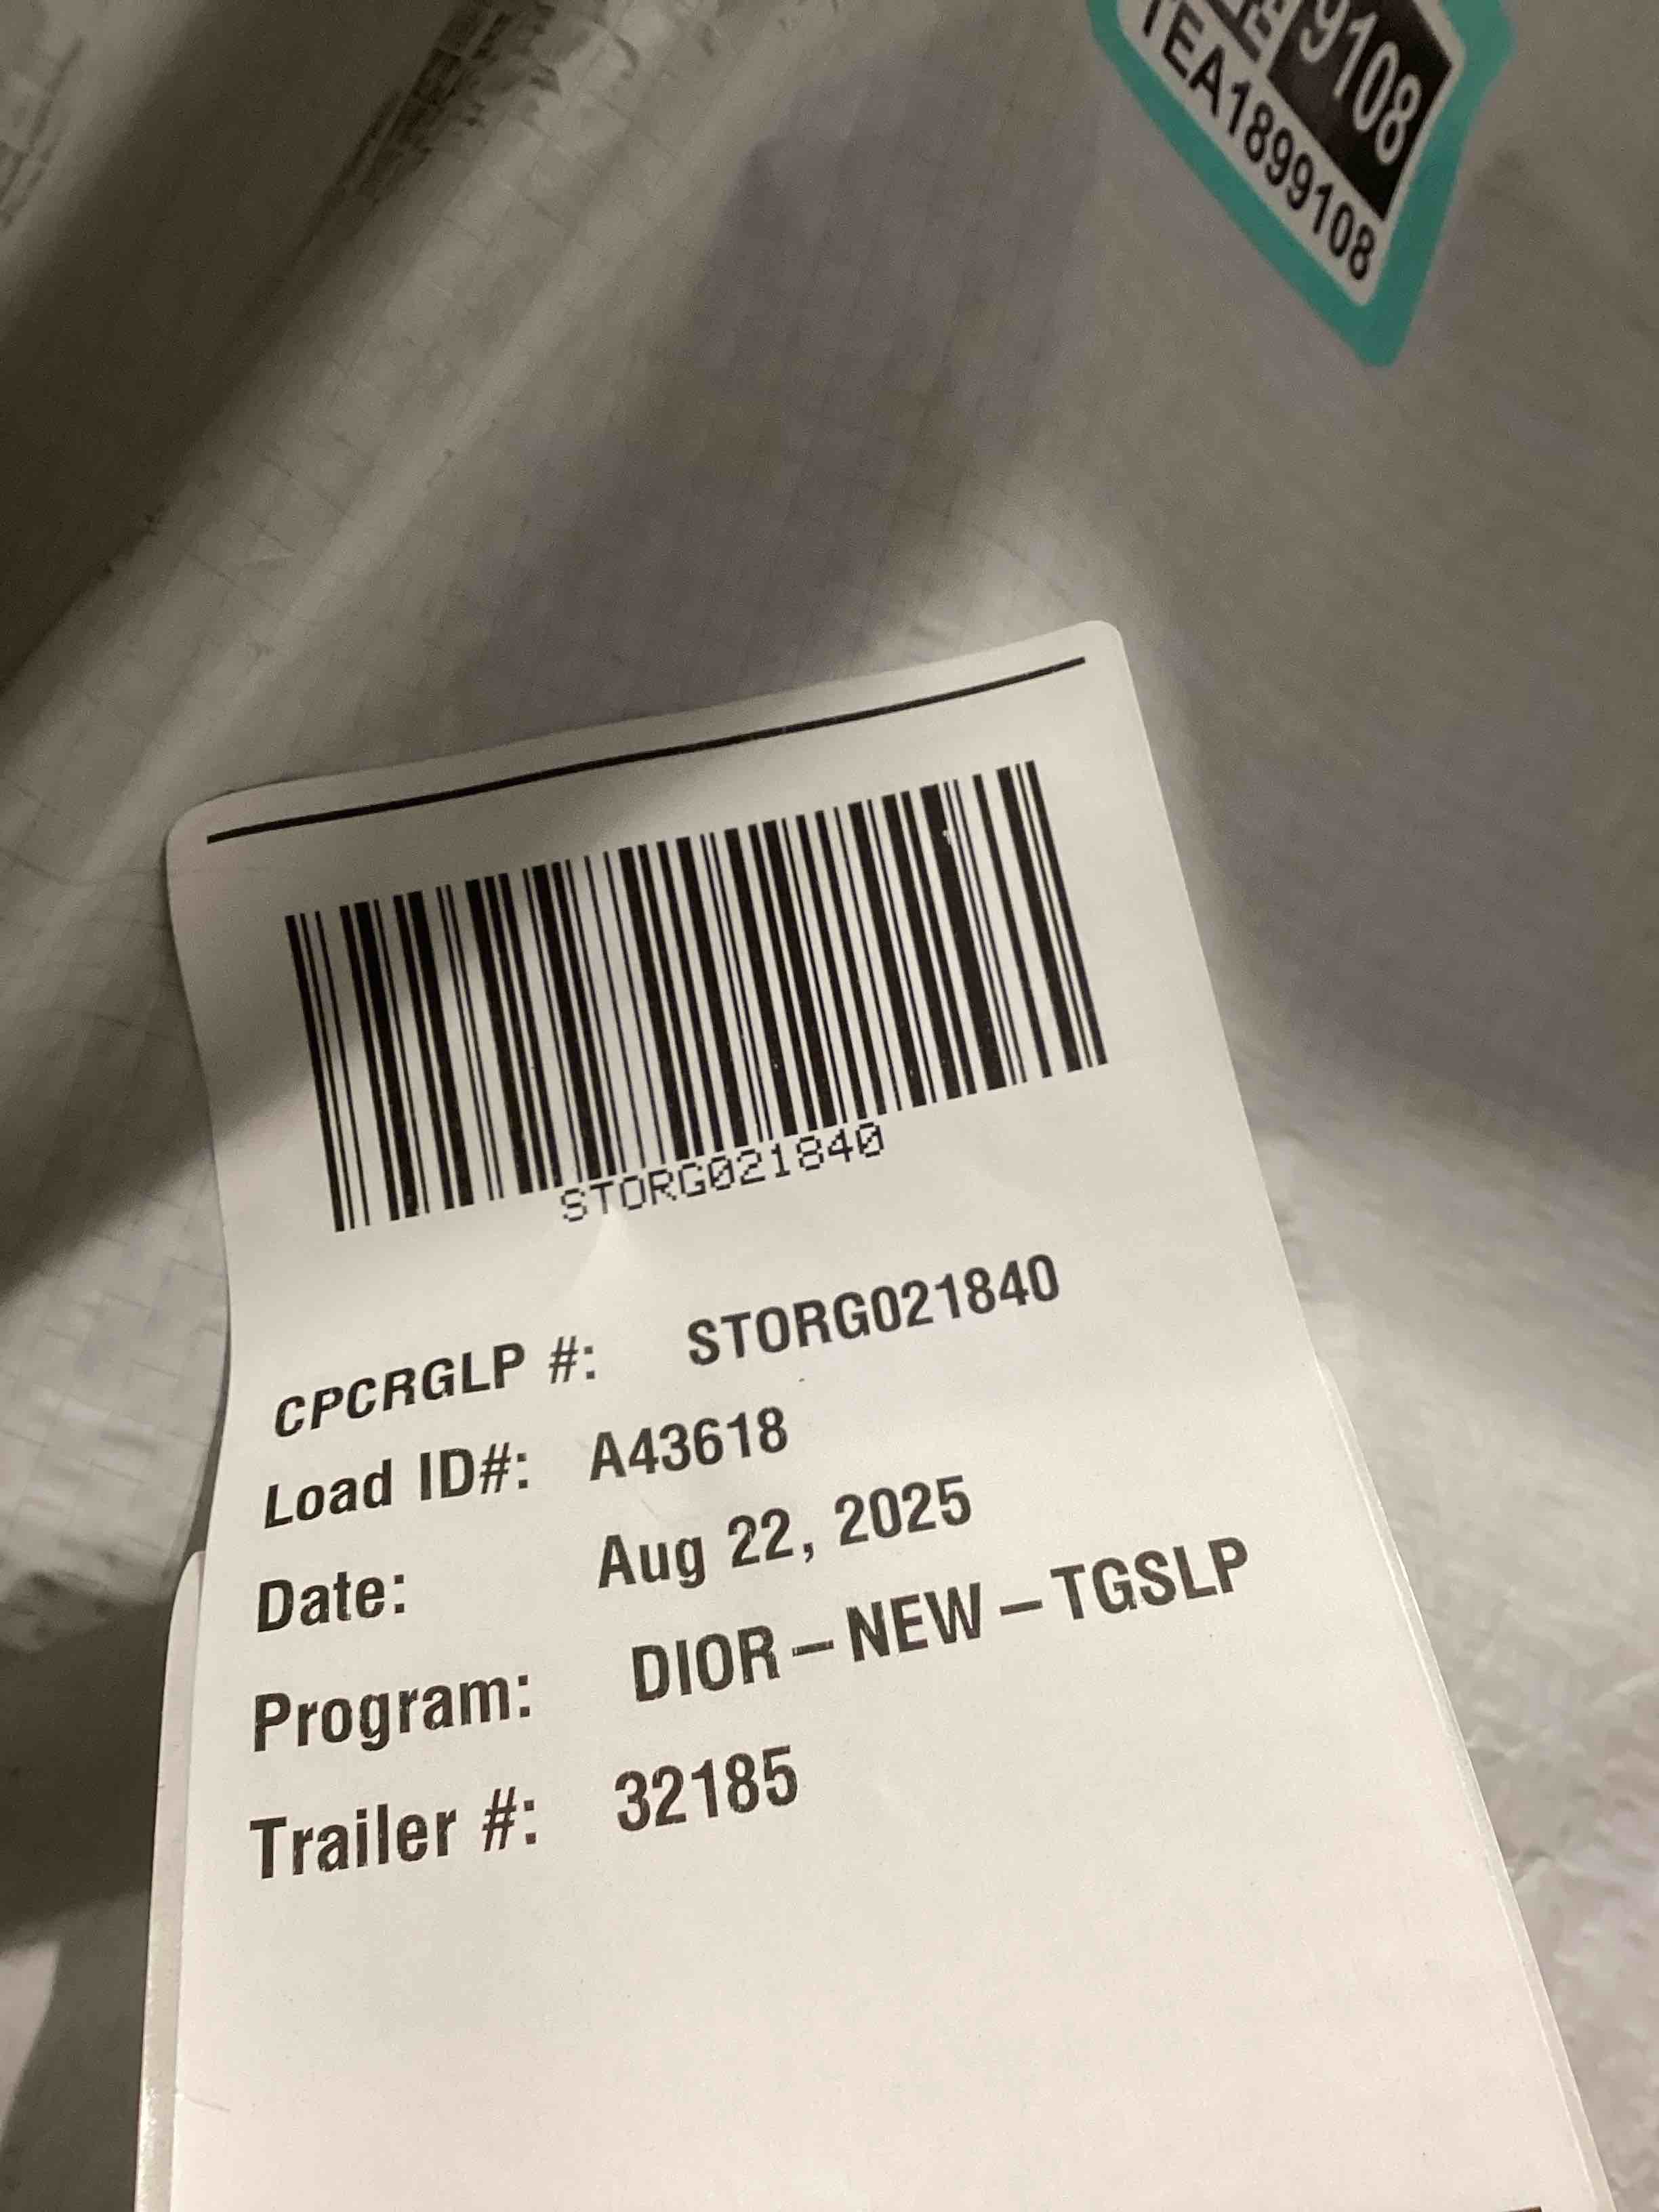 9108
TEA1899108
STORG021840
CPCRGLP #: STORG021840
Load ID#: A43618
Date: Aug 22, 2025
Program: DIOR – NEW – TGSLP
Trailer #: 32185